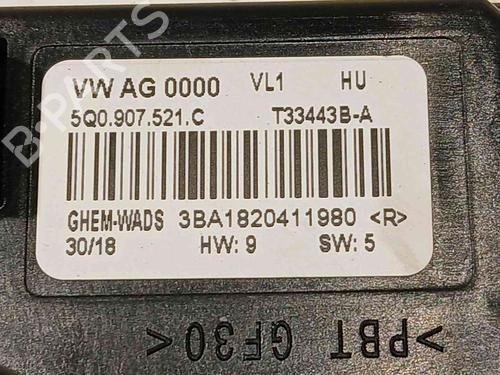 VW AG 0000 VL1 HU
5Q0.907.521.C T33443B-A
GHEM-WADS 3BA1820411980 <R>
30/18 HW: 9 SW: 5
>PBT GF30<